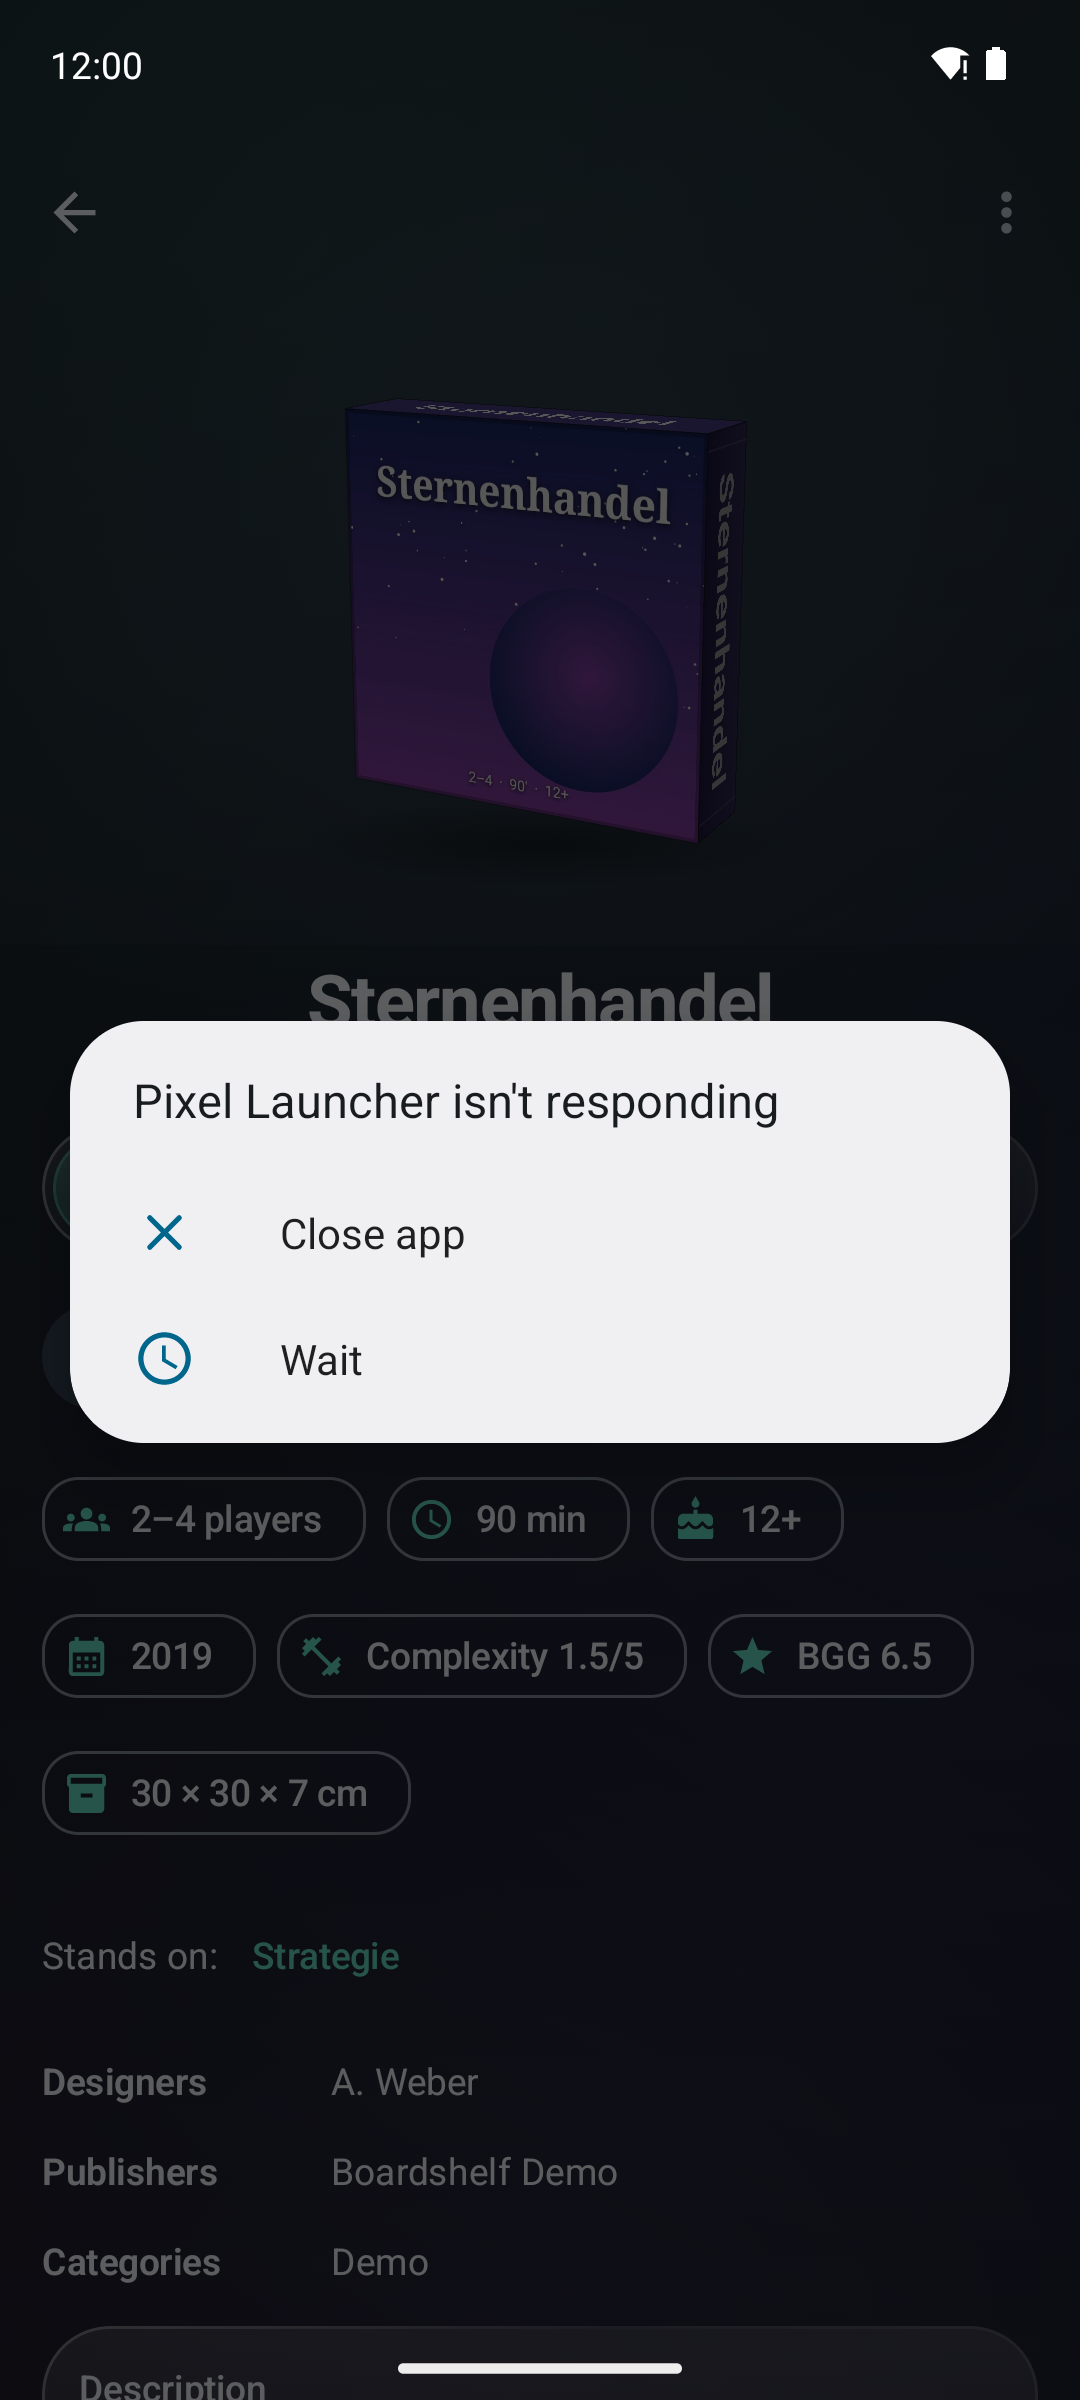 12:00
Sternenhandel
Sternenhandel
Sternenhandel
2–4 · 90' · 12+
Sternenhandel
Pixel Launcher isn't responding
Close app
Wait
2–4 players
90 min
12+
2019
Complexity 1.5/5
BGG 6.5
30 × 30 × 7 cm
Stands on: Strategie
Designers A. Weber
Publishers Boardshelf Demo
Categories Demo
Description